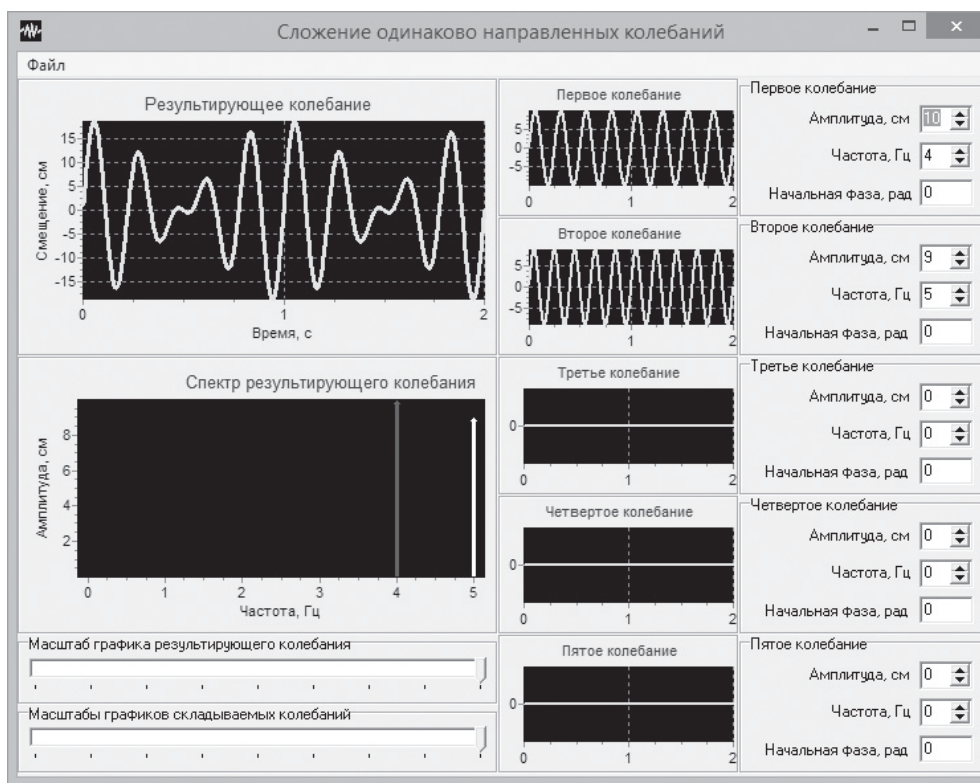 Сложение одинаково направленных колебаний
Файл
Результирующее колебание
Смещение, см
15
10
5
0
-5
-10
-15
0 1 2
Время, с
Спектр результирующего колебания
Амплитуда, см
8
6
4
2
0 1 2 3 4 5
Частота, Гц
Масштаб графика результирующего колебания
Масштабы графиков складываемых колебаний
Первое колебание
5
0
-5
0 1 2
Второе колебание
5
0
-5
0 1 2
Третье колебание
0
0 1 2
Четвертое колебание
0
0 1 2
Пятое колебание
0
0 1 2
Первое колебание
Амплитуда, см 10
Частота, Гц 4
Начальная фаза, рад 0
Второе колебание
Амплитуда, см 9
Частота, Гц 5
Начальная фаза, рад 0
Третье колебание
Амплитуда, см 0
Частота, Гц 0
Начальная фаза, рад 0
Четвертое колебание
Амплитуда, см 0
Частота, Гц 0
Начальная фаза, рад 0
Пятое колебание
Амплитуда, см 0
Частота, Гц 0
Начальная фаза, рад 0